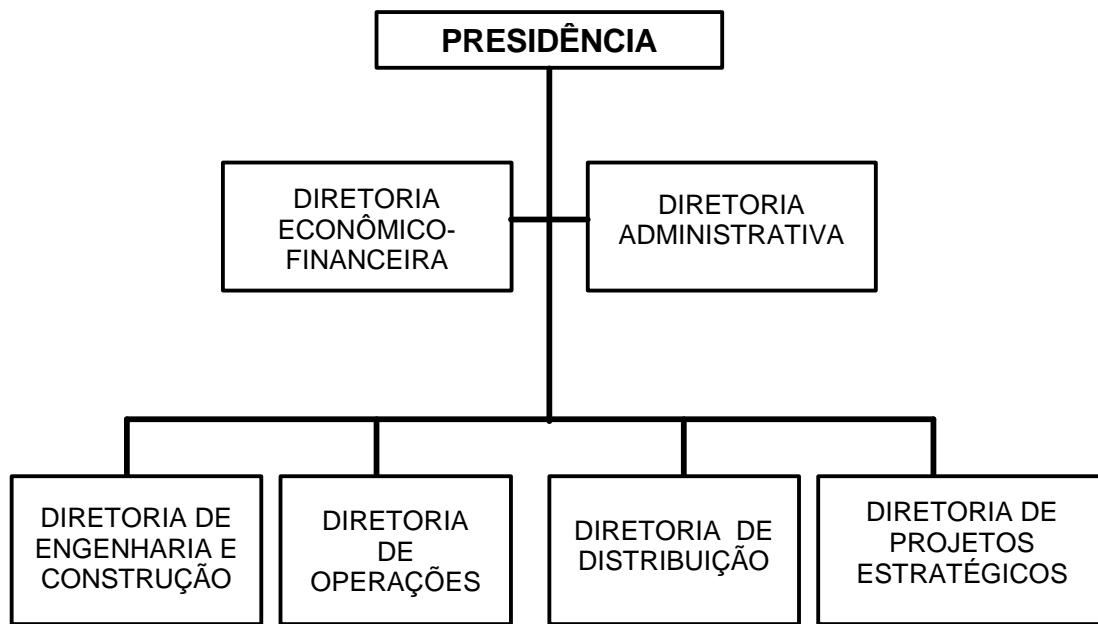 PRESIDÊNCIA
DIRETORIA
ECONÔMICO-
FINANCEIRA
DIRETORIA
ADMINISTRATIVA
DIRETORIA DE
ENGENHARIA E
CONSTRUÇÃO
DIRETORIA
DE
OPERAÇÕES
DIRETORIA DE
DISTRIBUIÇÃO
DIRETORIA DE
PROJETOS
ESTRATÉGICOS